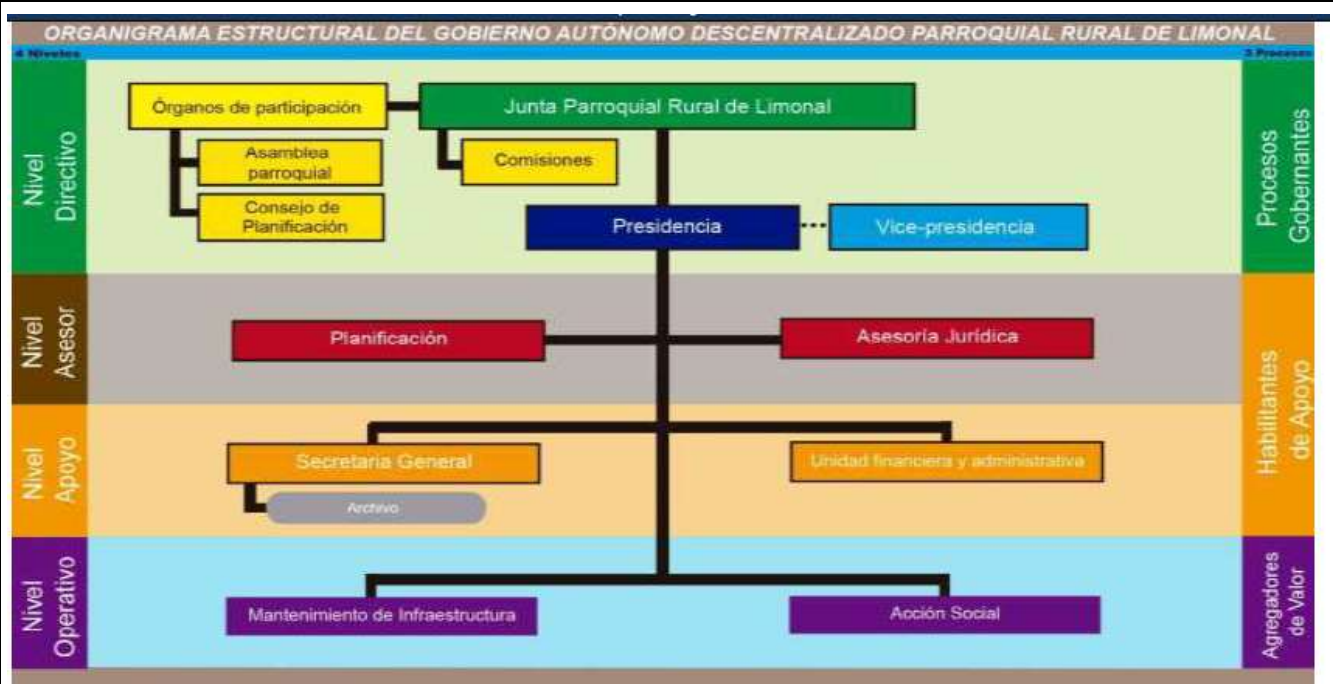 ORGANIGRAMA ESTRUCTURAL DEL GOBIERNO AUTÓNOMO DESCENTRALIZADO PARROQUIAL RURAL DE LIMONAL
4 Niveles
3 Procesos
Nivel
Directivo
Órganos de participación
Junta Parroquial Rural de Limonal
Asamblea
parroquial
Comisiones
Consejo de
Planificación
Presidencia
Vice-presidencia
Procesos
Gobernantes
Nivel
Asesor
Planificación
Asesoría Jurídica
Habilitantes
de Apoyo
Nivel
Apoyo
Secretaria General
Unidad financiera y administrativa
Archivo
Nivel
Operativo
Mantenimiento de Infraestructura
Acción Social
Agregadores
de Valor